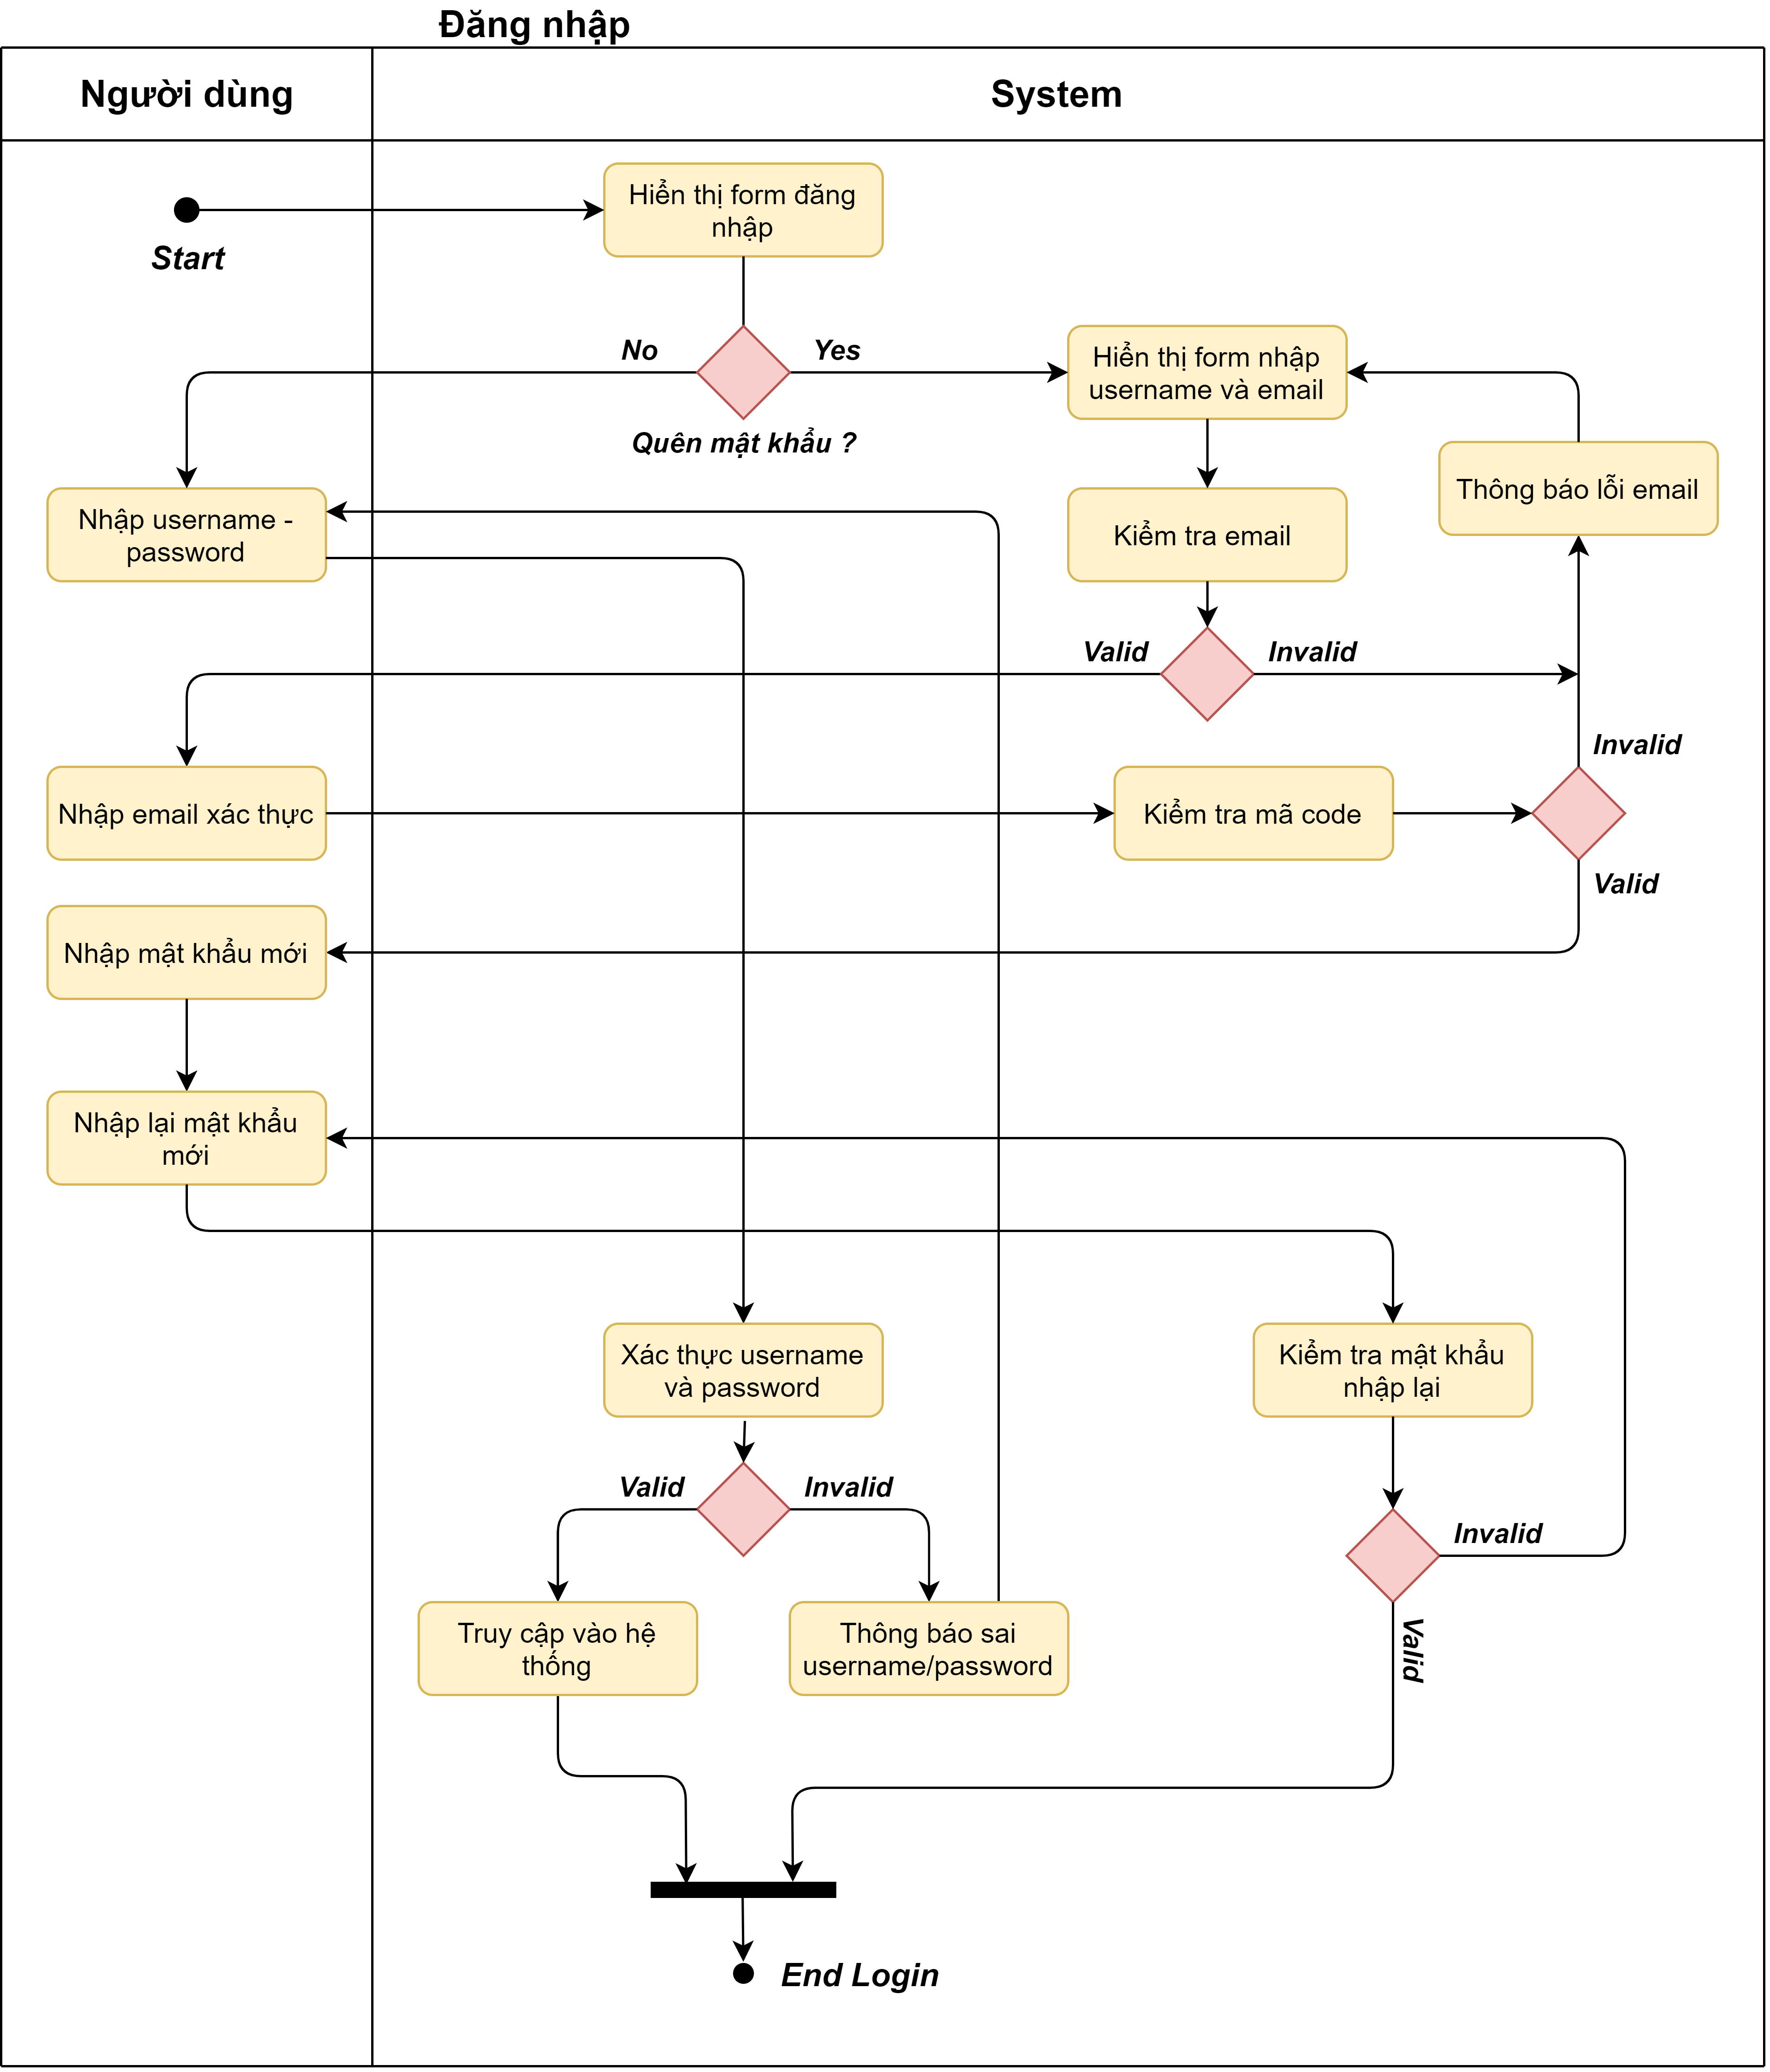 Đăng nhập
Người dùng
System
Hiển thị form đăng
nhập
Start
No
Yes
Hiển thị form nhập
username và email
Quên mật khẩu ?
Thông báo lỗi email
Nhập username -
password
Kiểm tra email
Valid
Invalid
Invalid
Nhập email xác thực
Kiểm tra mã code
Valid
Nhập mật khẩu mới
Nhập lại mật khẩu
mới
Xác thực username
và password
Kiểm tra mật khẩu
nhập lại
Valid
Invalid
Invalid
Truy cập vào hệ
thống
Thông báo sai
username/password
Valid
End Login